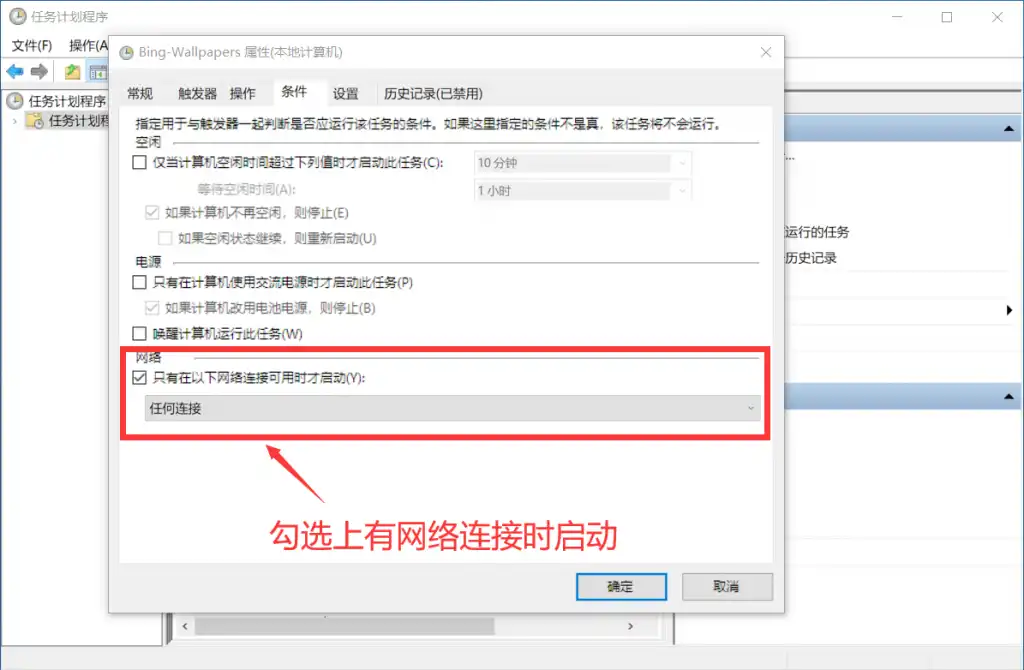 任务计划程序
文件(F) 操作(A
Bing-Wallpapers 属性(本地计算机)
任务计划程序
任务计划程
常规 触发器 操作 条件 设置 历史记录(已禁用)
指定用于与触发器一起判断是否应运行该任务的条件。如果这里指定的条件不是真，该任务将不会运行。
空闲
仅当计算机空闲时间超过下列值时才启动此任务(C): 10 分钟
等待空闲时间(A): 1 小时
如果计算机不再空闲，则停止(E)
如果空闲状态继续，则重新启动(U)
电源
只有在计算机使用交流电源时才启动此任务(P)
如果计算机改用电池电源，则停止(B)
唤醒计算机运行此任务(W)
网络
只有在以下网络连接可用时才启动(Y):
任何连接
勾选上有网络连接时启动
确定 取消
...
运行的任务
历史记录